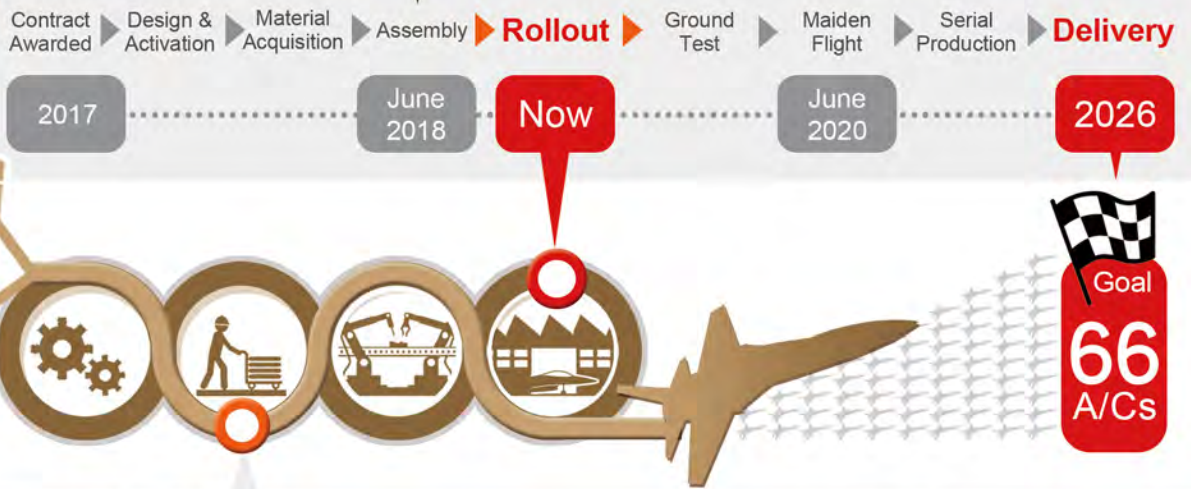 Contract
Awarded
Design &
Activation
Material
Acquisition
Assembly
Rollout
Ground
Test
Maiden
Flight
Serial
Production
Delivery
2017
June
2018
Now
June
2020
2026
Goal
66
A/Cs